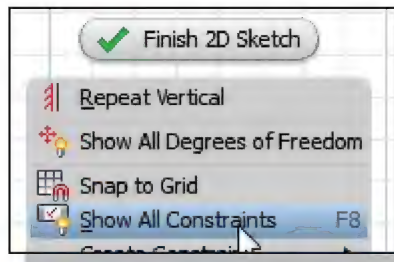 Finish 2D Sketch
Repeat Vertical
Show All Degrees of Freedom
Snap to Grid
Show All Constraints F8